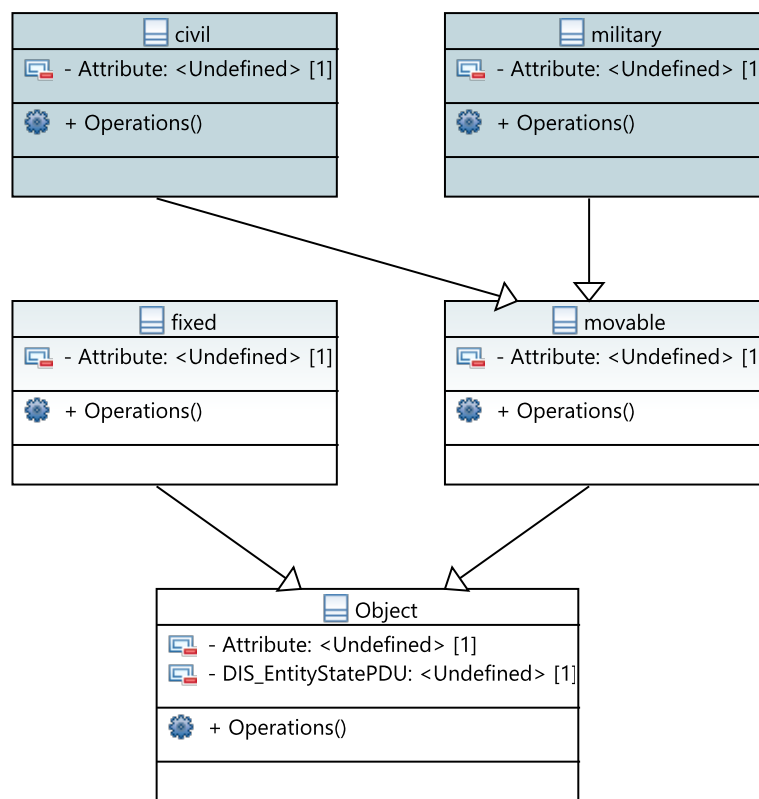 civil
- Attribute: <Undefined> [1]
+ Operations()
military
- Attribute: <Undefined> [1
+ Operations()
fixed
- Attribute: <Undefined> [1]
+ Operations()
movable
- Attribute: <Undefined> [1
+ Operations()
Object
- Attribute: <Undefined> [1]
- DIS_EntityStatePDU: <Undefined> [1]
+ Operations()